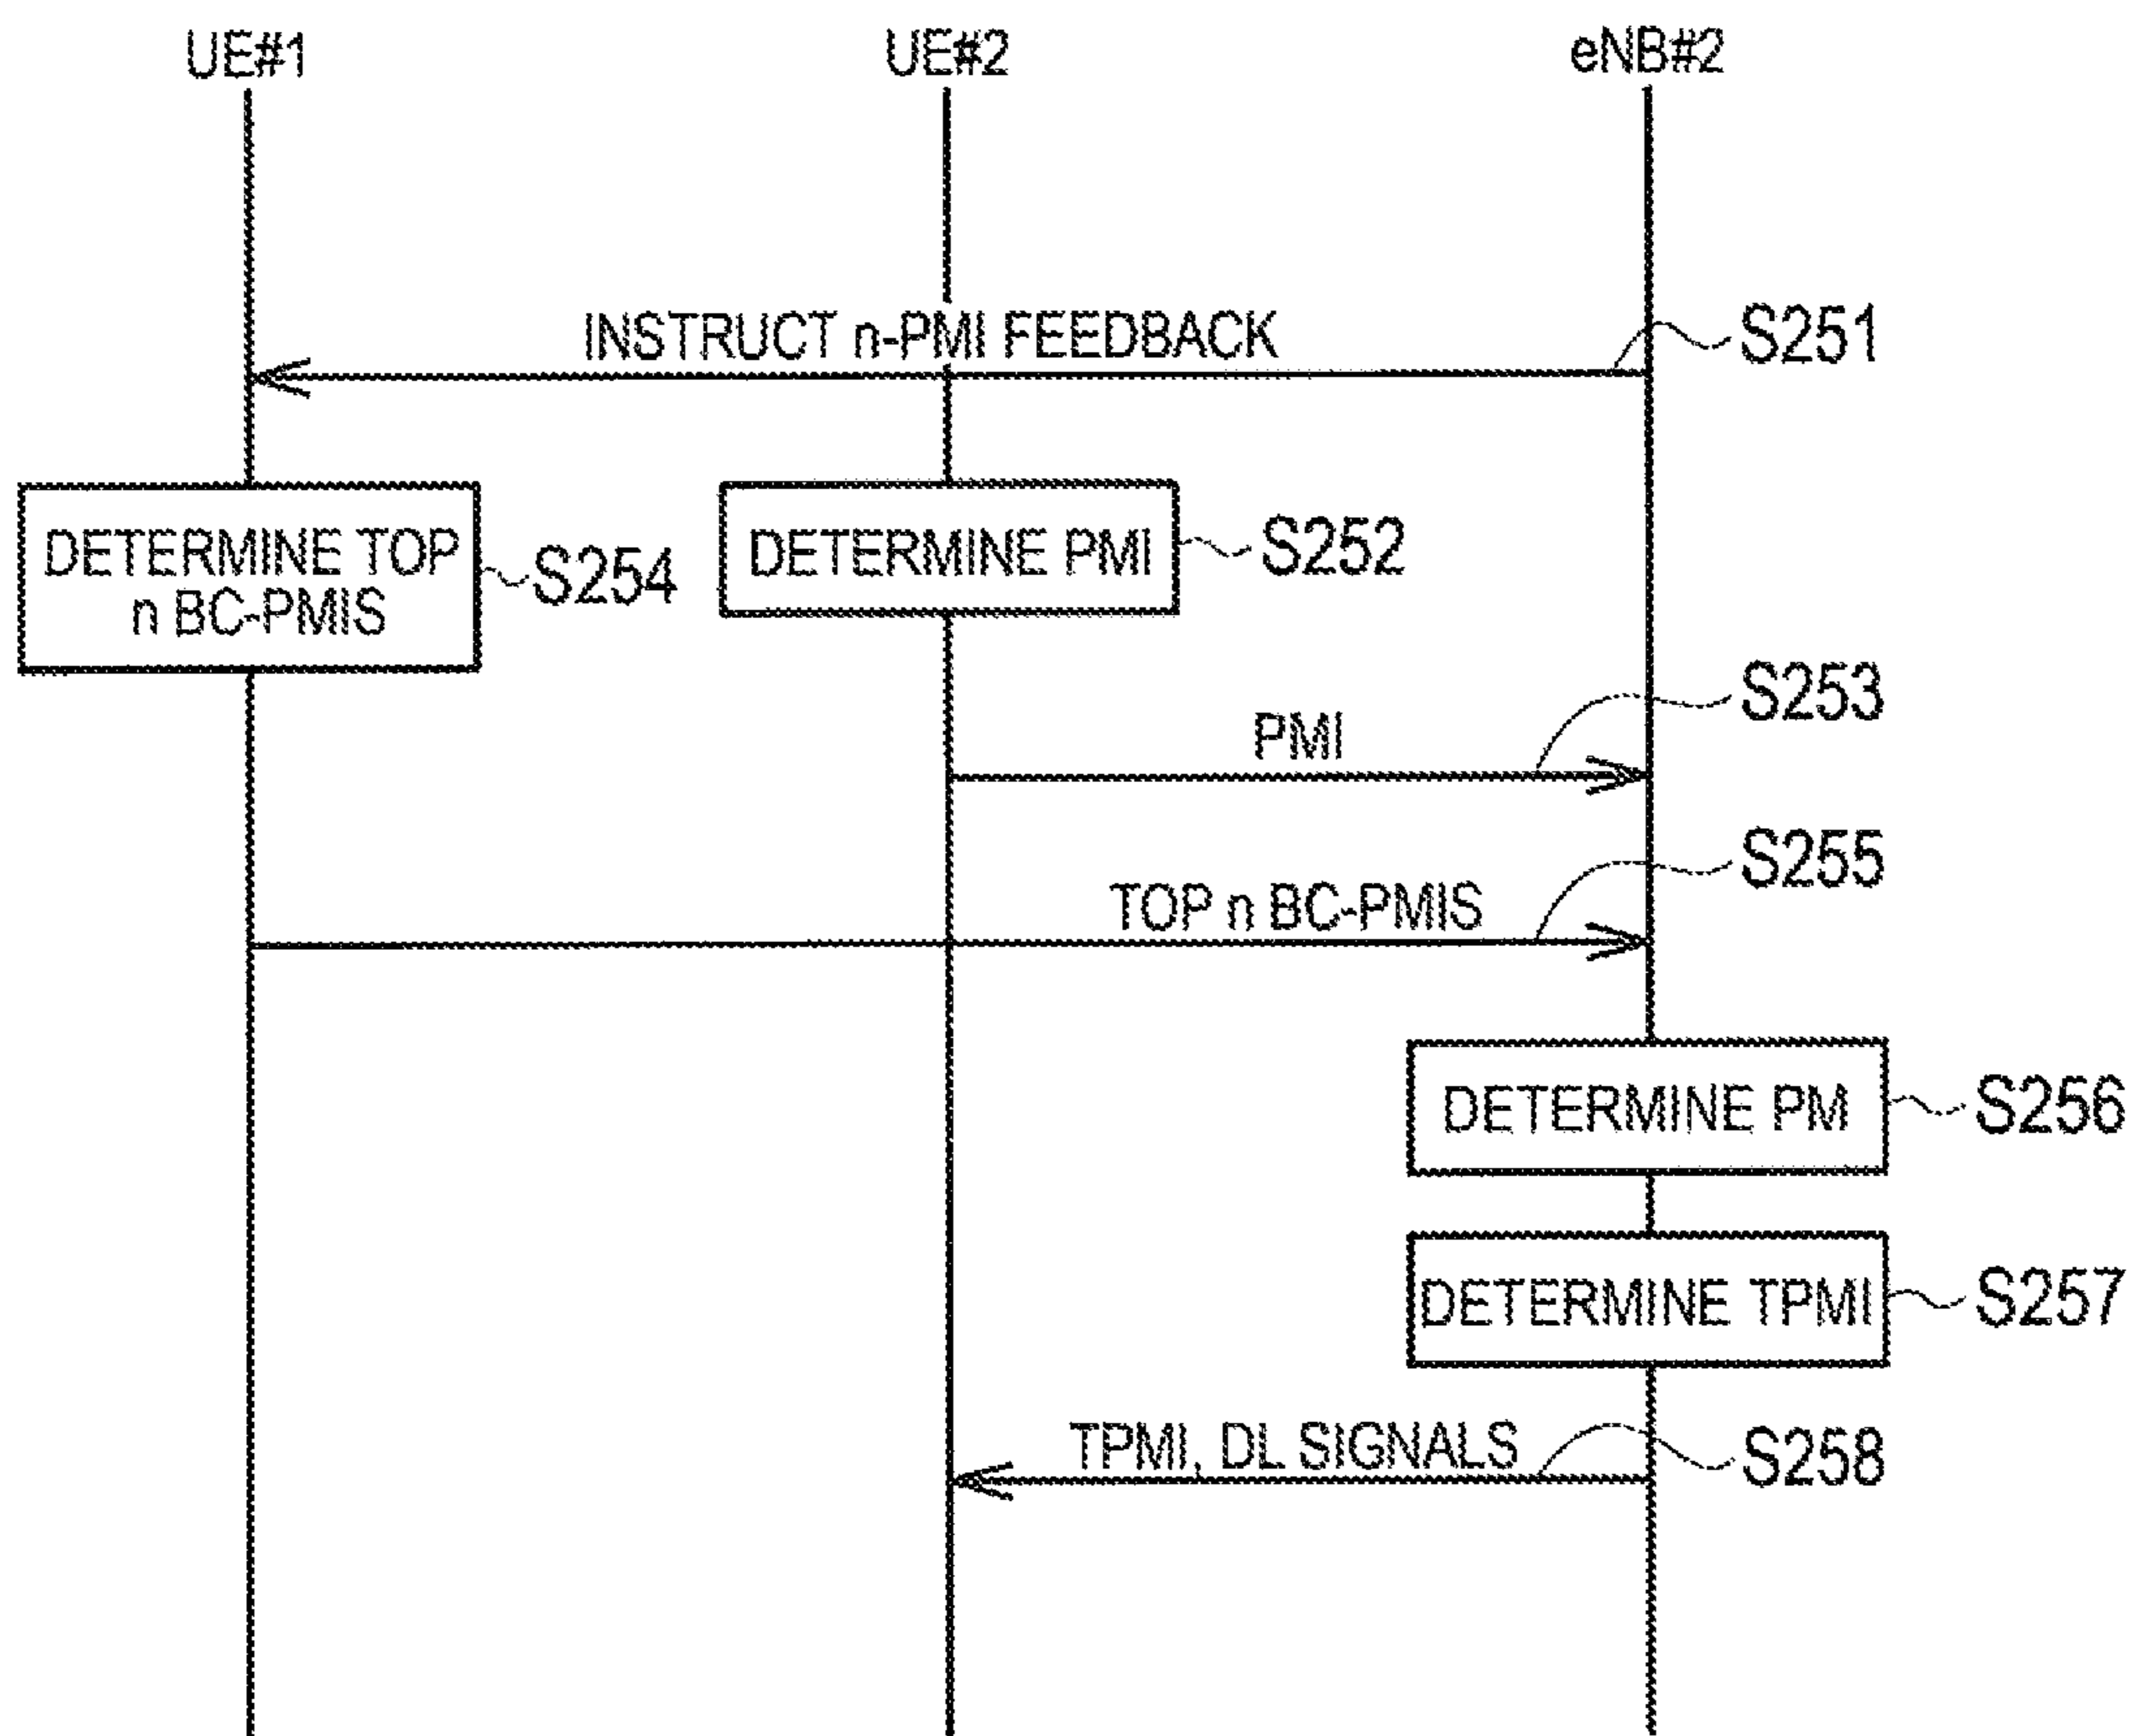 UE#1
UE#2
eNB#2
INSTRUCT n-PMI FEEDBACK
S251
DETERMINE TOP
n BC-PMIS
S254
DETERMINE PMI
S252
PMI
S253
TOP n BC-PMIS
S255
DETERMINE PM
S256
DETERMINE TPMI
S257
TPMI, DL SIGNALS
S258